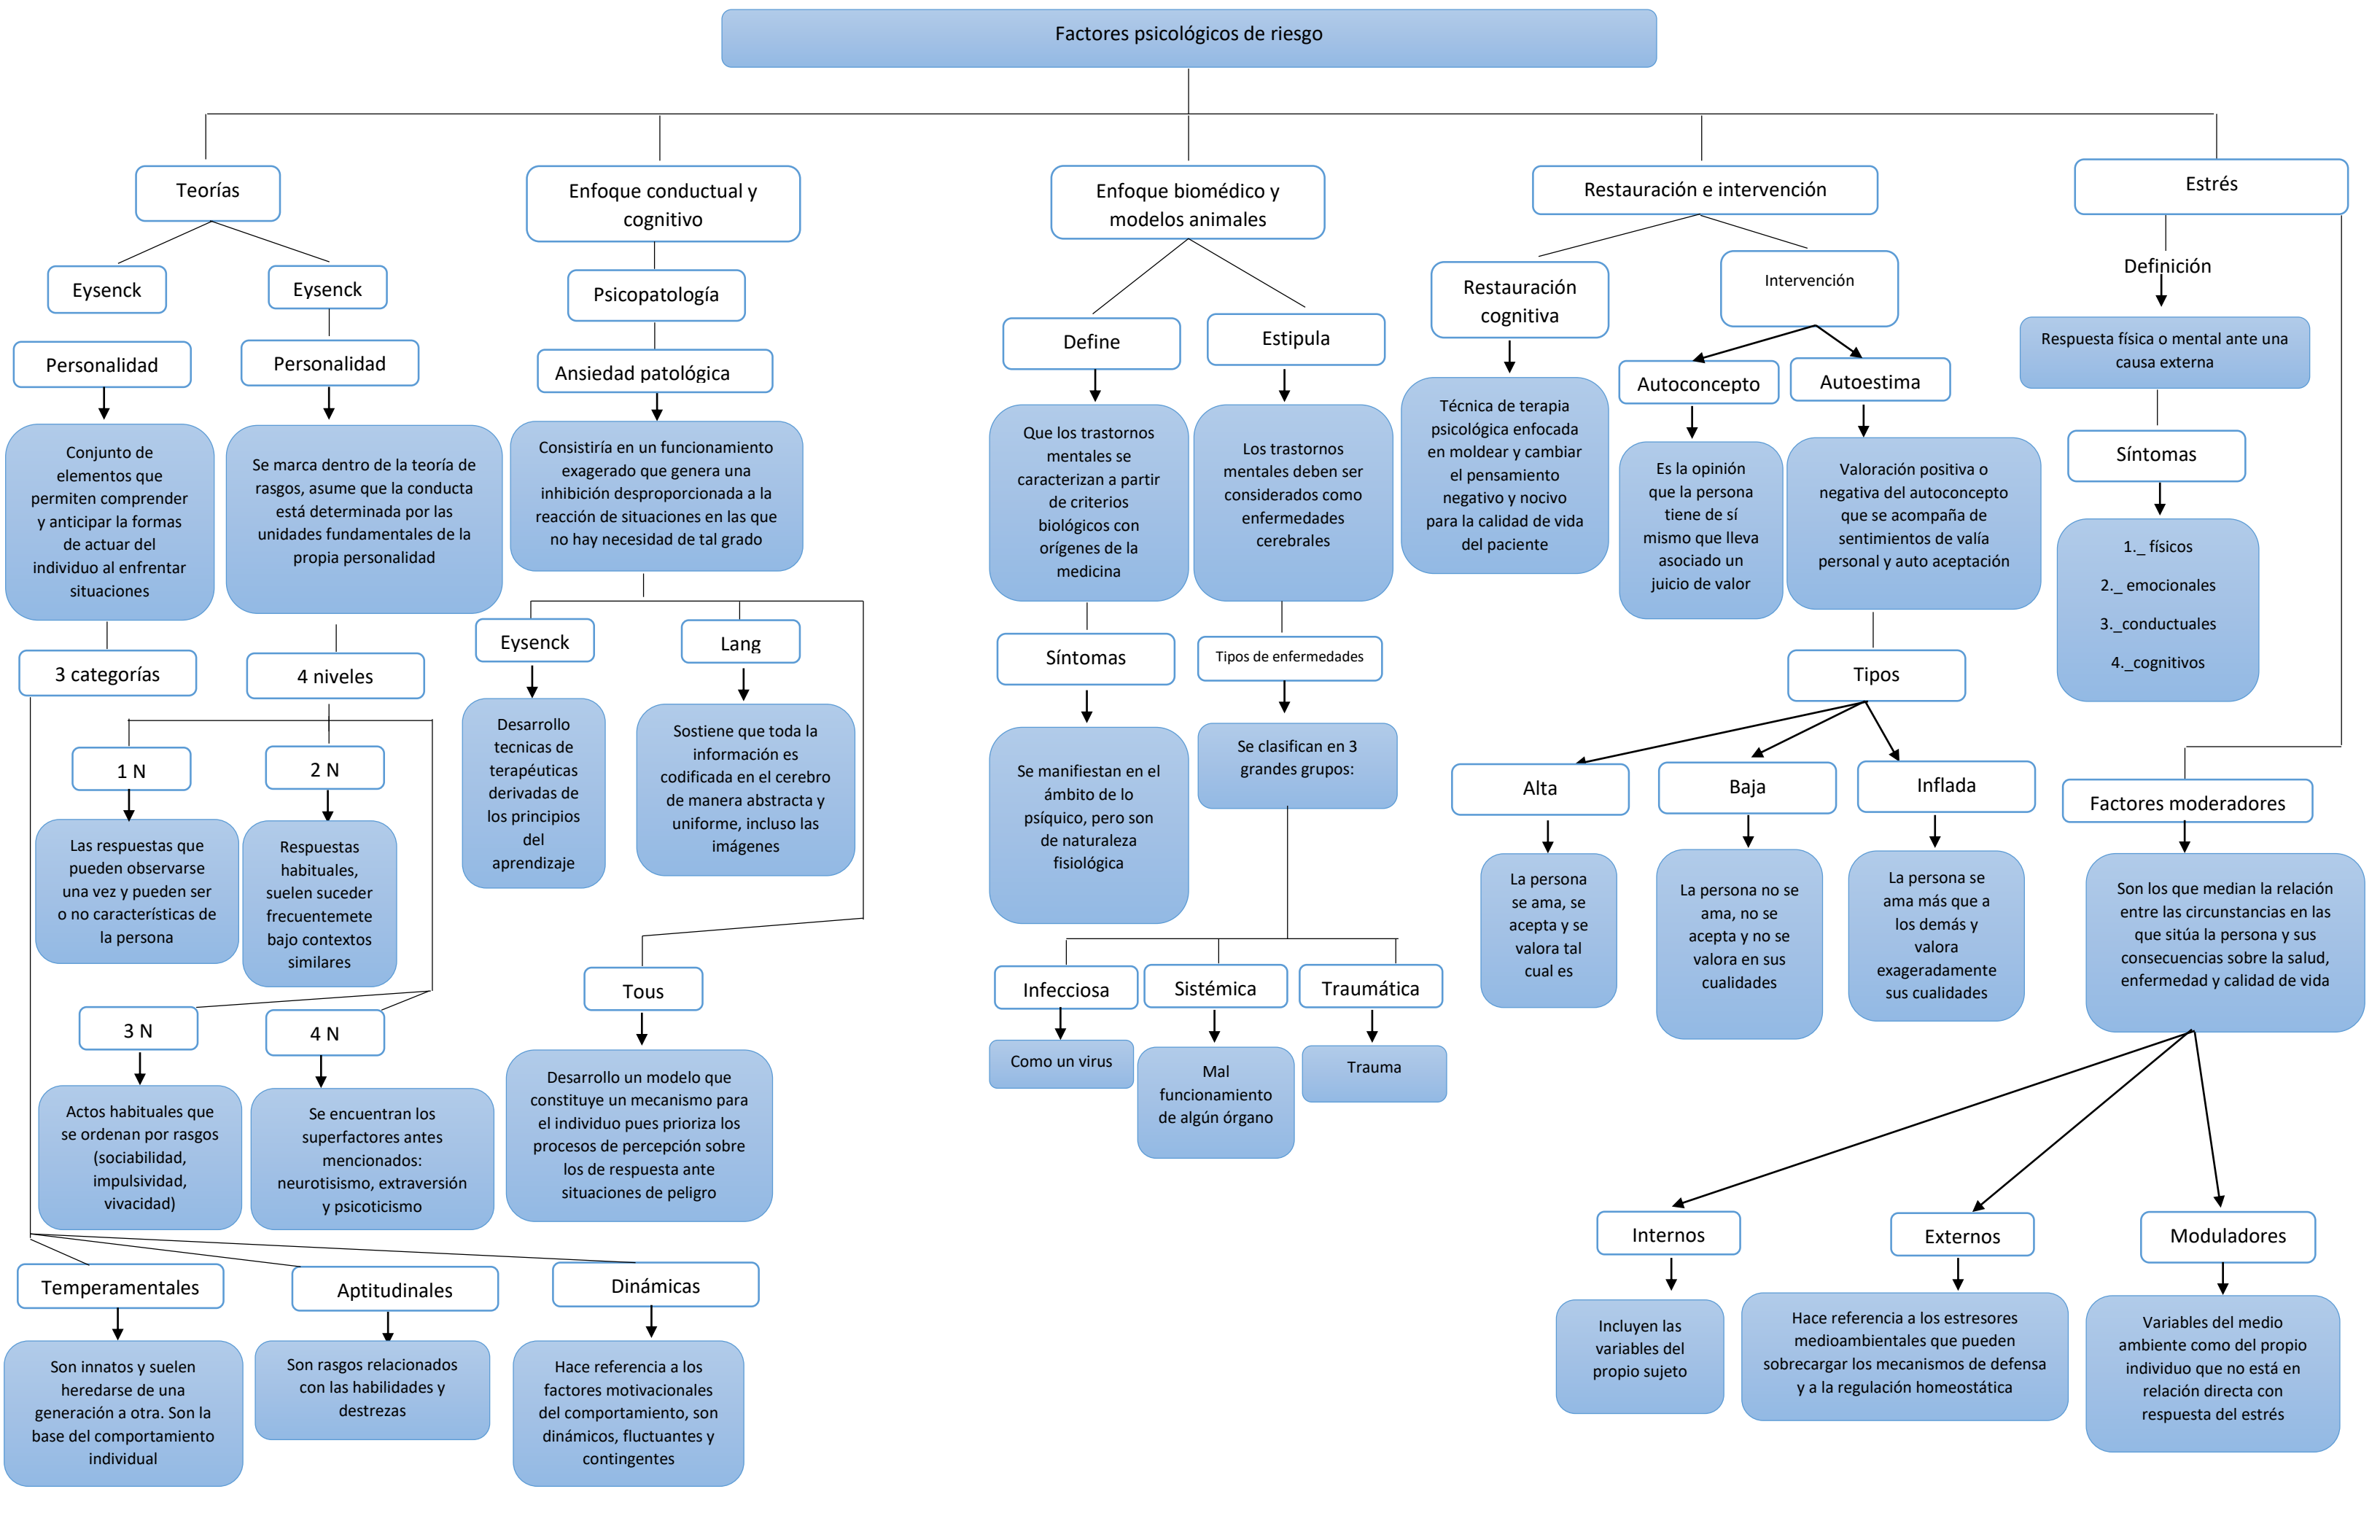 Factores psicológicos de riesgo
Teorías
Eysenck
Personalidad
Conjunto de
elementos que
permiten comprender
y anticipar la formas
de actuar del
individuo al enfrentar
situaciones
3 categorías
Eysenck
Personalidad
Se marca dentro de la teoría de
rasgos, asume que la conducta
está determinada por las
unidades fundamentales de la
propia personalidad
4 niveles
1 N
Las respuestas que
pueden observarse
una vez y pueden ser
o no características de
la persona
2 N
Respuestas
habituales,
suelen suceder
frecuentemete
bajo contextos
similares
3 N
Actos habituales que
se ordenan por rasgos
(sociabilidad,
impulsividad,
vivacidad)
4 N
Se encuentran los
superfactores antes
mencionados:
neurotisismo, extraversión
y psicoticismo
Temperamentales
Son innatos y suelen
heredarse de una
generación a otra. Son la
base del comportamiento
individual
Aptitudinales
Son rasgos relacionados
con las habilidades y
destrezas
Dinámicas
Hace referencia a los
factores motivacionales
del comportamiento, son
dinámicos, fluctuantes y
contingentes
Enfoque conductual y
cognitivo
Psicopatología
Ansiedad patológica
Consistiría en un funcionamiento
exagerado que genera una
inhibición desproporcionada a la
reacción de situaciones en las que
no hay necesidad de tal grado
Eysenck
Desarrollo
tecnicas de
terapéuticas
derivadas de
los principios
del
aprendizaje
Lang
Sostiene que toda la
información es
codificada en el cerebro
de manera abstracta y
uniforme, incluso las
imágenes
Tous
Desarrollo un modelo que
constituye un mecanismo para
el individuo pues prioriza los
procesos de percepción sobre
los de respuesta ante
situaciones de peligro
Enfoque biomédico y
modelos animales
Define
Que los trastornos
mentales se
caracterizan a partir
de criterios
biológicos con
orígenes de la
medicina
Síntomas
Se manifiestan en el
ámbito de lo
psíquico, pero son
de naturaleza
fisiológica
Estipula
Los trastornos
mentales deben ser
considerados como
enfermedades
cerebrales
Tipos de enfermedades
Se clasifican en 3
grandes grupos:
Infecciosa
Como un virus
Sistémica
Mal
funcionamiento
de algún órgano
Traumática
Trauma
Restauración e intervención
Restauración
cognitiva
Técnica de terapia
psicológica enfocada
en moldear y cambiar
el pensamiento
negativo y nocivo
para la calidad de vida
del paciente
Intervención
Autoconcepto
Es la opinión
que la persona
tiene de sí
mismo que lleva
asociado un
juicio de valor
Autoestima
Valoración positiva o
negativa del autoconcepto
que se acompaña de
sentimientos de valía
personal y auto aceptación
Tipos
Alta
La persona
se ama, se
acepta y se
valora tal
cual es
Baja
La persona no se
ama, no se
acepta y no se
valora en sus
cualidades
Inflada
La persona se
ama más que a
los demás y
valora
exageradamente
sus cualidades
Estrés
Definición
Respuesta física o mental ante una
causa externa
Síntomas
1._ físicos
2._ emocionales
3._conductuales
4._cognitivos
Factores moderadores
Son los que median la relación
entre las circunstancias en las
que sitúa la persona y sus
consecuencias sobre la salud,
enfermedad y calidad de vida
Internos
Incluyen las
variables del
propio sujeto
Externos
Hace referencia a los estresores
medioambientales que pueden
sobrecargar los mecanismos de defensa
y a la regulación homeostática
Moduladores
Variables del medio
ambiente como del propio
individuo que no está en
relación directa con
respuesta del estrés